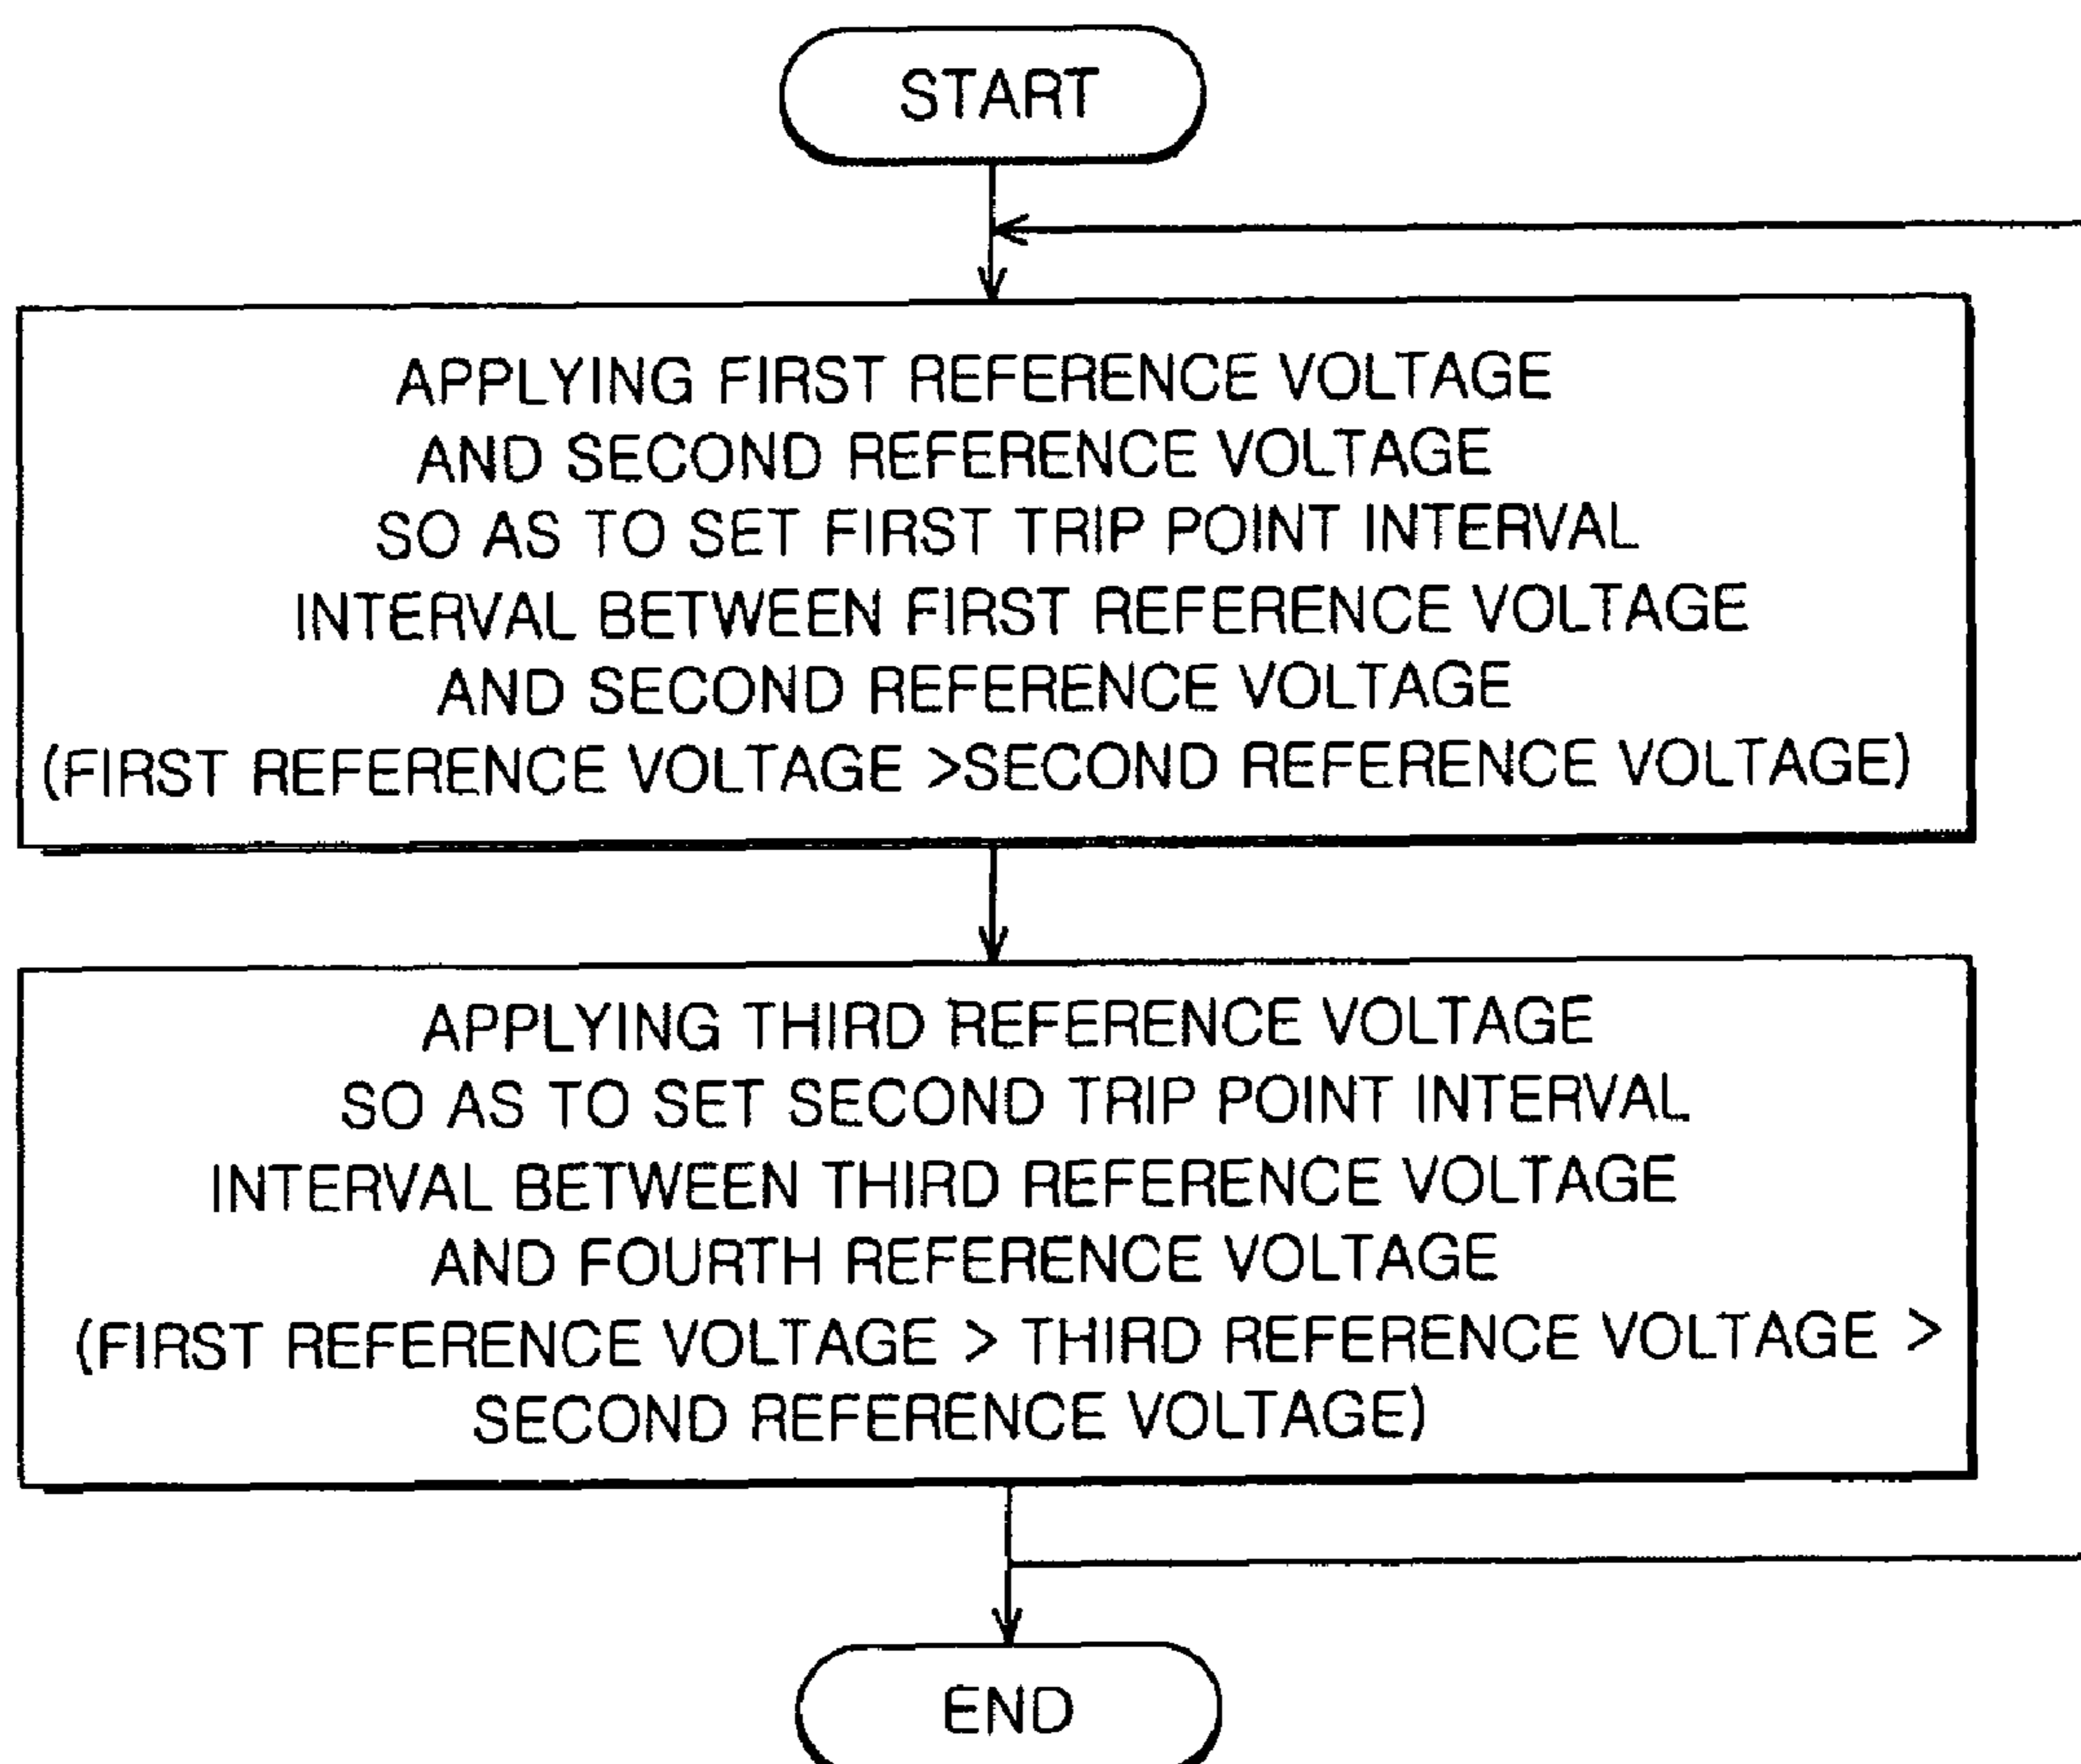 START
APPLYING FIRST REFERENCE VOLTAGE
AND SECOND REFERENCE VOLTAGE
SO AS TO SET FIRST TRIP POINT INTERVAL
INTERVAL BETWEEN FIRST REFERENCE VOLTAGE
AND SECOND REFERENCE VOLTAGE
(FIRST REFERENCE VOLTAGE >SECOND REFERENCE VOLTAGE)
APPLYING THIRD REFERENCE VOLTAGE
SO AS TO SET SECOND TRIP POINT INTERVAL
INTERVAL BETWEEN THIRD REFERENCE VOLTAGE
AND FOURTH REFERENCE VOLTAGE
(FIRST REFERENCE VOLTAGE > THIRD REFERENCE VOLTAGE >
SECOND REFERENCE VOLTAGE)
END